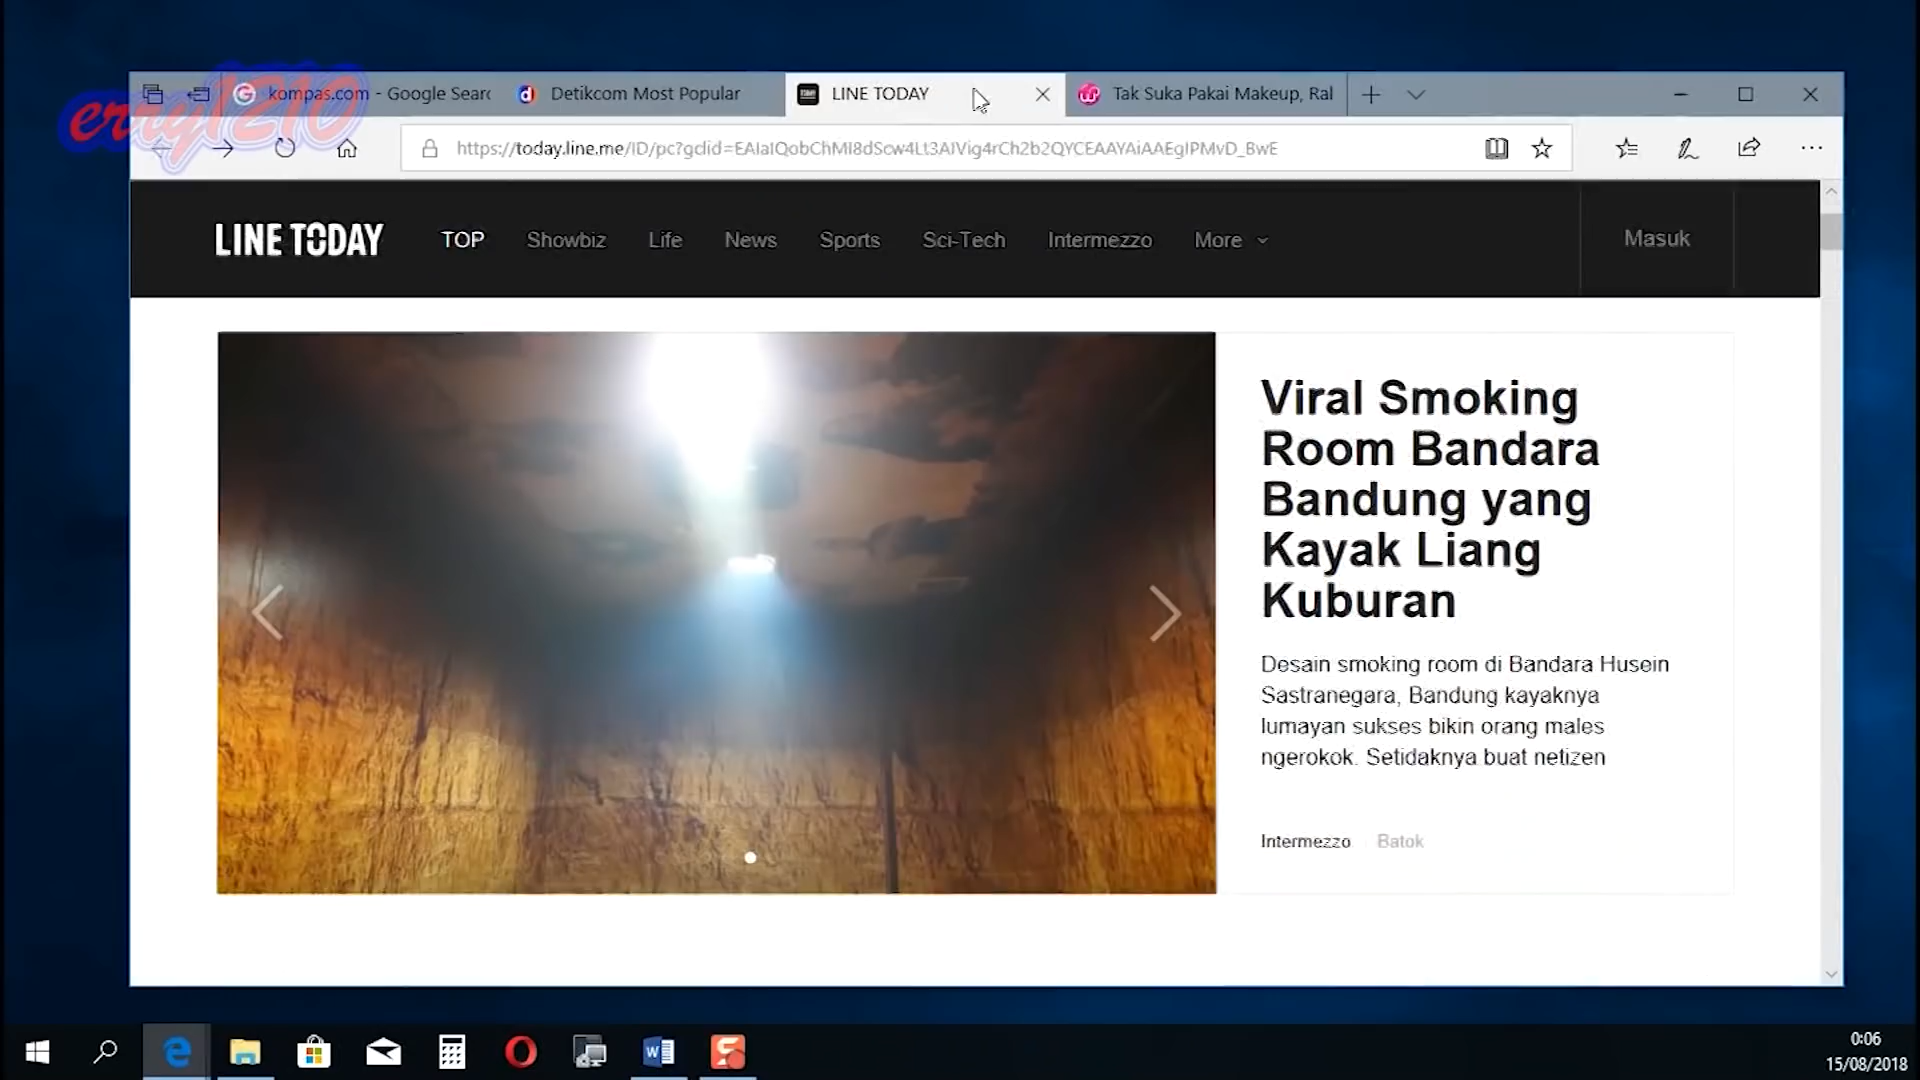 erry1210
kompas.com - Google Searc
Detikcom Most Popular
LINE TODAY
Tak Suka Pakai Makeup, Ral
https://today.line.me/ID/pc?gclid=EAIaIQobChMI8dScw4Lt3AIVig4rCh2b2QYCEAAYAiAAEgIPMvD_BwE
LINE TODAY
TOP
Showbiz
Life
News
Sports
Sci-Tech
Intermezzo
More
Masuk
Viral Smoking
Room Bandara
Bandung yang
Kayak Liang
Kuburan
Desain smoking room di Bandara Husein
Sastranegara, Bandung kayaknya
lumayan sukses bikin orang males
ngerokok. Setidaknya buat netizen
Intermezzo
Batok
0:06
15/08/2018